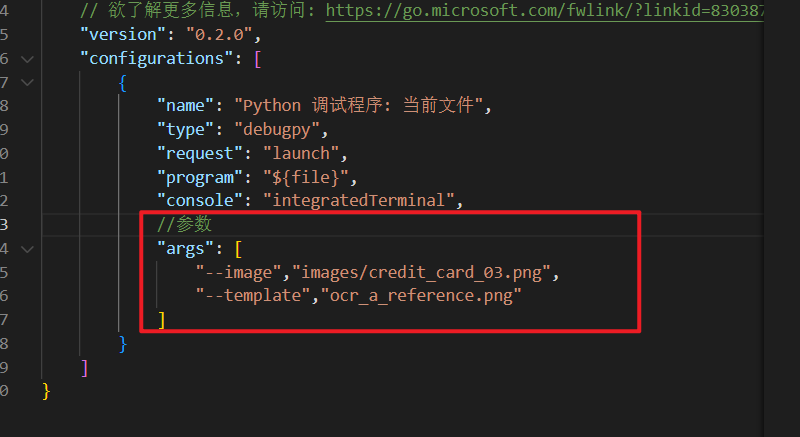 4 // 欲了解更多信息，请访问: https://go.microsoft.com/fwlink/?linkid=830387
5 "version": "0.2.0",
6 "configurations": [
7 {
8 "name": "Python 调试程序: 当前文件",
9 "type": "debugpy",
0 "request": "launch",
1 "program": "${file}",
2 "console": "integratedTerminal",
3 //参数
4 "args": [
5 "--image","images/credit_card_03.png",
6 "--template","ocr_a_reference.png"
7 ]
8 }
9 ]
0 }